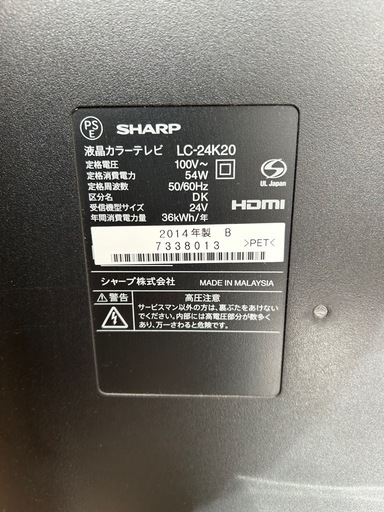 PS
E
SHARP
液晶カラーテレビ LC-24K20
定格電圧 100V～
定格消費電力 54W
定格周波数 50/60Hz
区分名 DK
受信機型サイズ 24V
年間消費電力量 36kWh/年
S
UL Japan
HDMI
2014年製 B
7338013
>PET<
シャープ株式会社 MADE IN MALAYSIA
警告 高圧注意
サービスマン以外の方は、裏ぶたをあけない
でください。内部には高電圧部分が数多く
あり、万一さわると危険です。